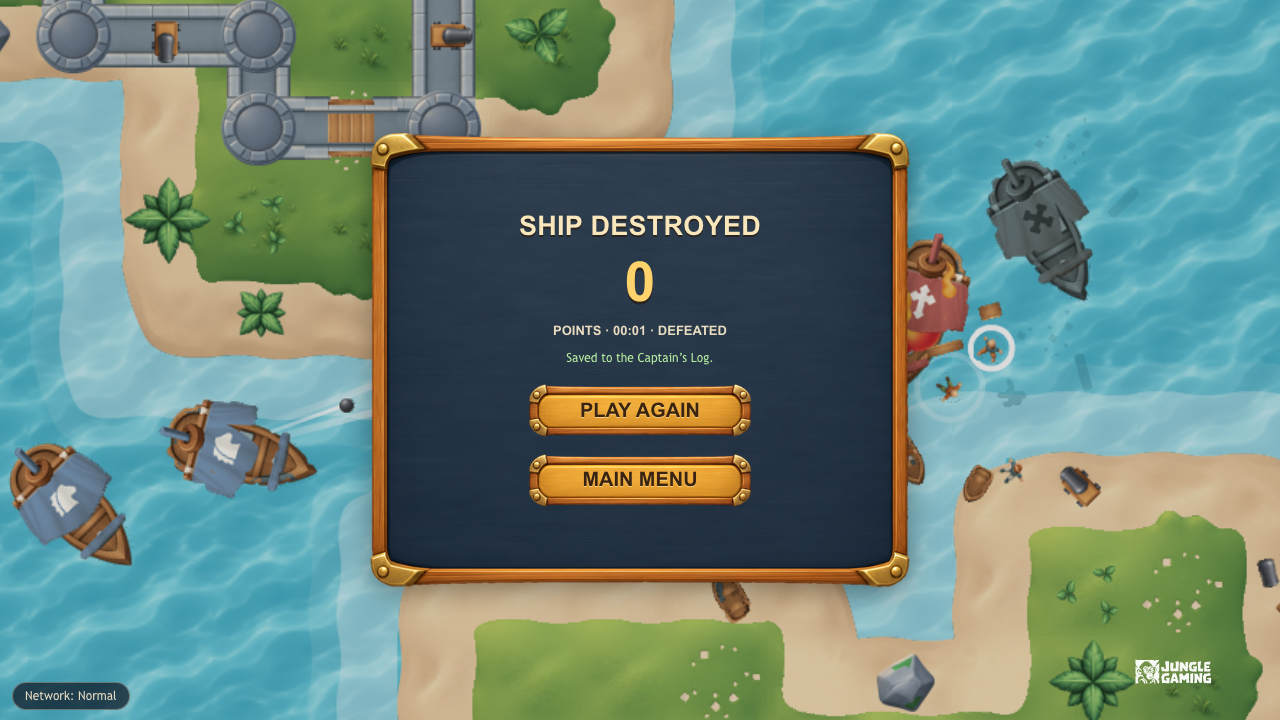 SHIP DESTROYED
0
POINTS · 00:01 · DEFEATED
Saved to the Captain’s Log.
PLAY AGAIN
MAIN MENU
JUNGLE
GAMING
Network: Normal